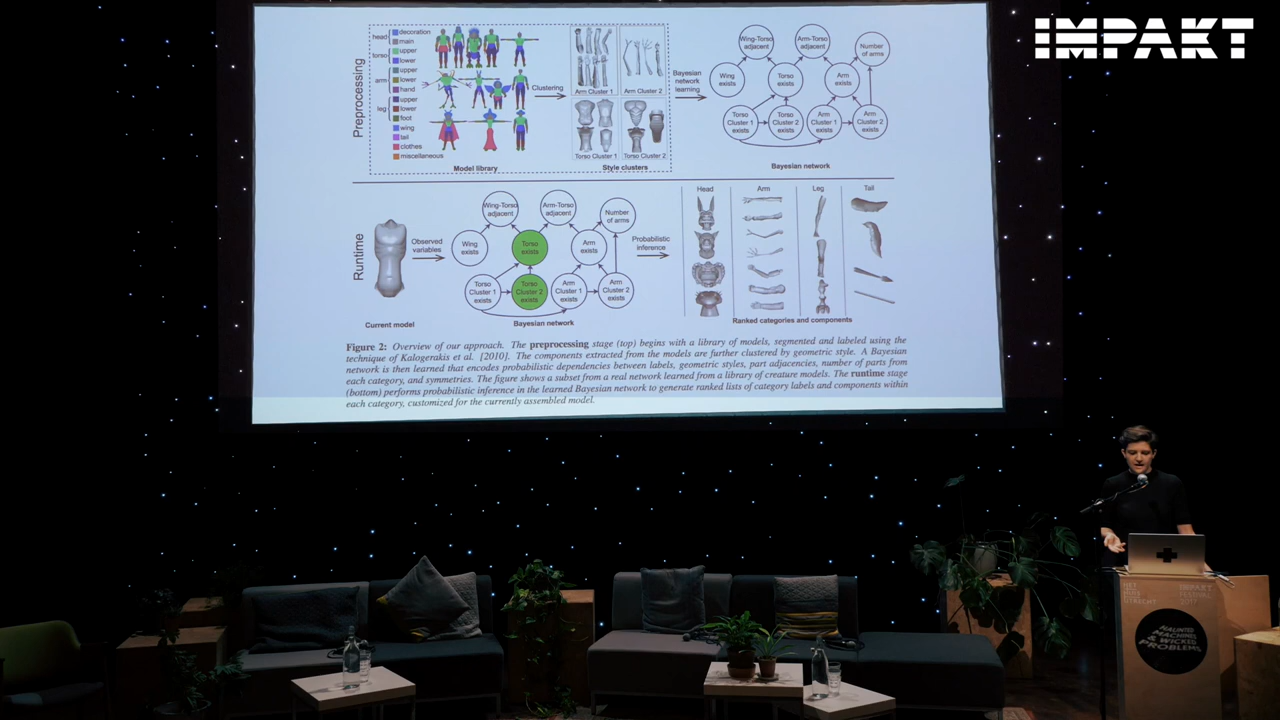 IMPAKT
Preprocessing
head
torso
arm
leg
decoration
main
upper
lower
upper
lower
hand
upper
lower
foot
wing
tail
clothes
miscellaneous
Model library
Clustering
Arm Cluster 1
Arm Cluster 2
Torso Cluster 1
Torso Cluster 2
Style clusters
Bayesian
network
learning
Wing-Torso
adjacent
Arm-Torso
adjacent
Number
of arms
Wing
exists
Torso
exists
Arm
exists
Torso
Cluster 1
exists
Torso
Cluster 2
exists
Arm
Cluster 1
exists
Arm
Cluster 2
exists
Bayesian network
Runtime
Current model
Observed
variables
Wing-Torso
adjacent
Arm-Torso
adjacent
Number
of arms
Wing
exists
Torso
exists
Arm
exists
Torso
Cluster 1
exists
Torso
Cluster 2
exists
Arm
Cluster 1
exists
Arm
Cluster 2
exists
Bayesian network
Probabilistic
inference
Head
Arm
Leg
Tail
Ranked categories and components
Figure 2: Overview of our approach. The preprocessing stage (top) begins with a library of models, segmented and labeled using the
technique of Kalogerakis et al. [2010]. The components extracted from the models are further clustered by geometric style. A Bayesian
network is then learned that encodes probabilistic dependencies between labels, geometric styles, part adjacencies, number of parts from
each category, and symmetries. The figure shows a subset from a real network learned from a library of creature models. The runtime stage
(bottom) performs probabilistic inference in the learned Bayesian network to generate ranked lists of category labels and components within
each category, customized for the currently assembled model.
UTRECHT
IMPAKT
FESTIVAL
2017
HAUNTED
MACHINES
& WICKED
PROBLEMS